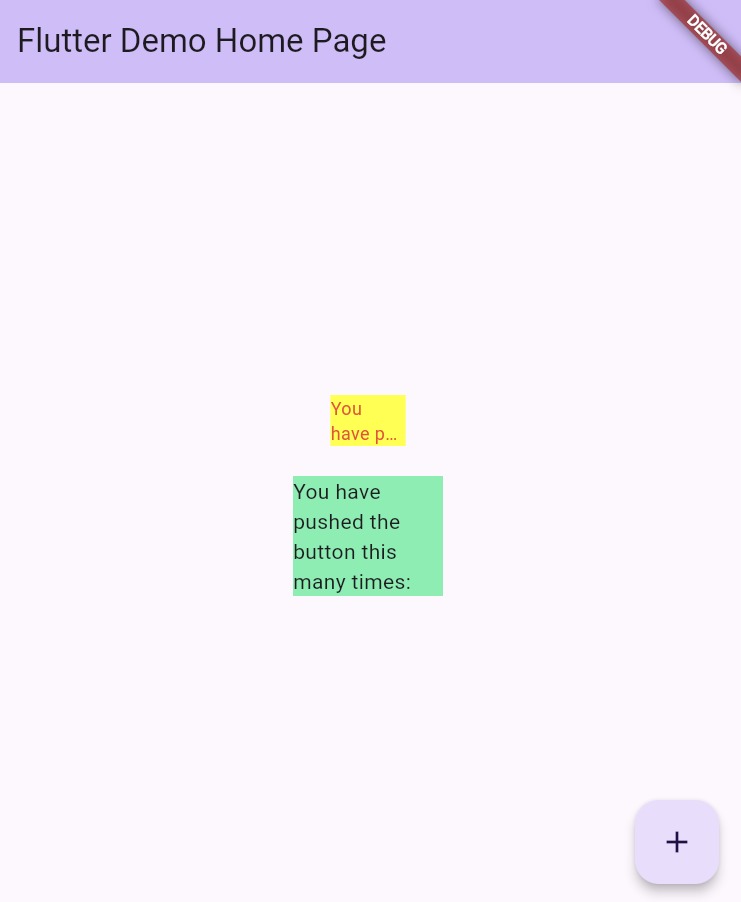 Flutter Demo Home Page
DEBUG
You
have p...
You have
pushed the
button this
many times:
+